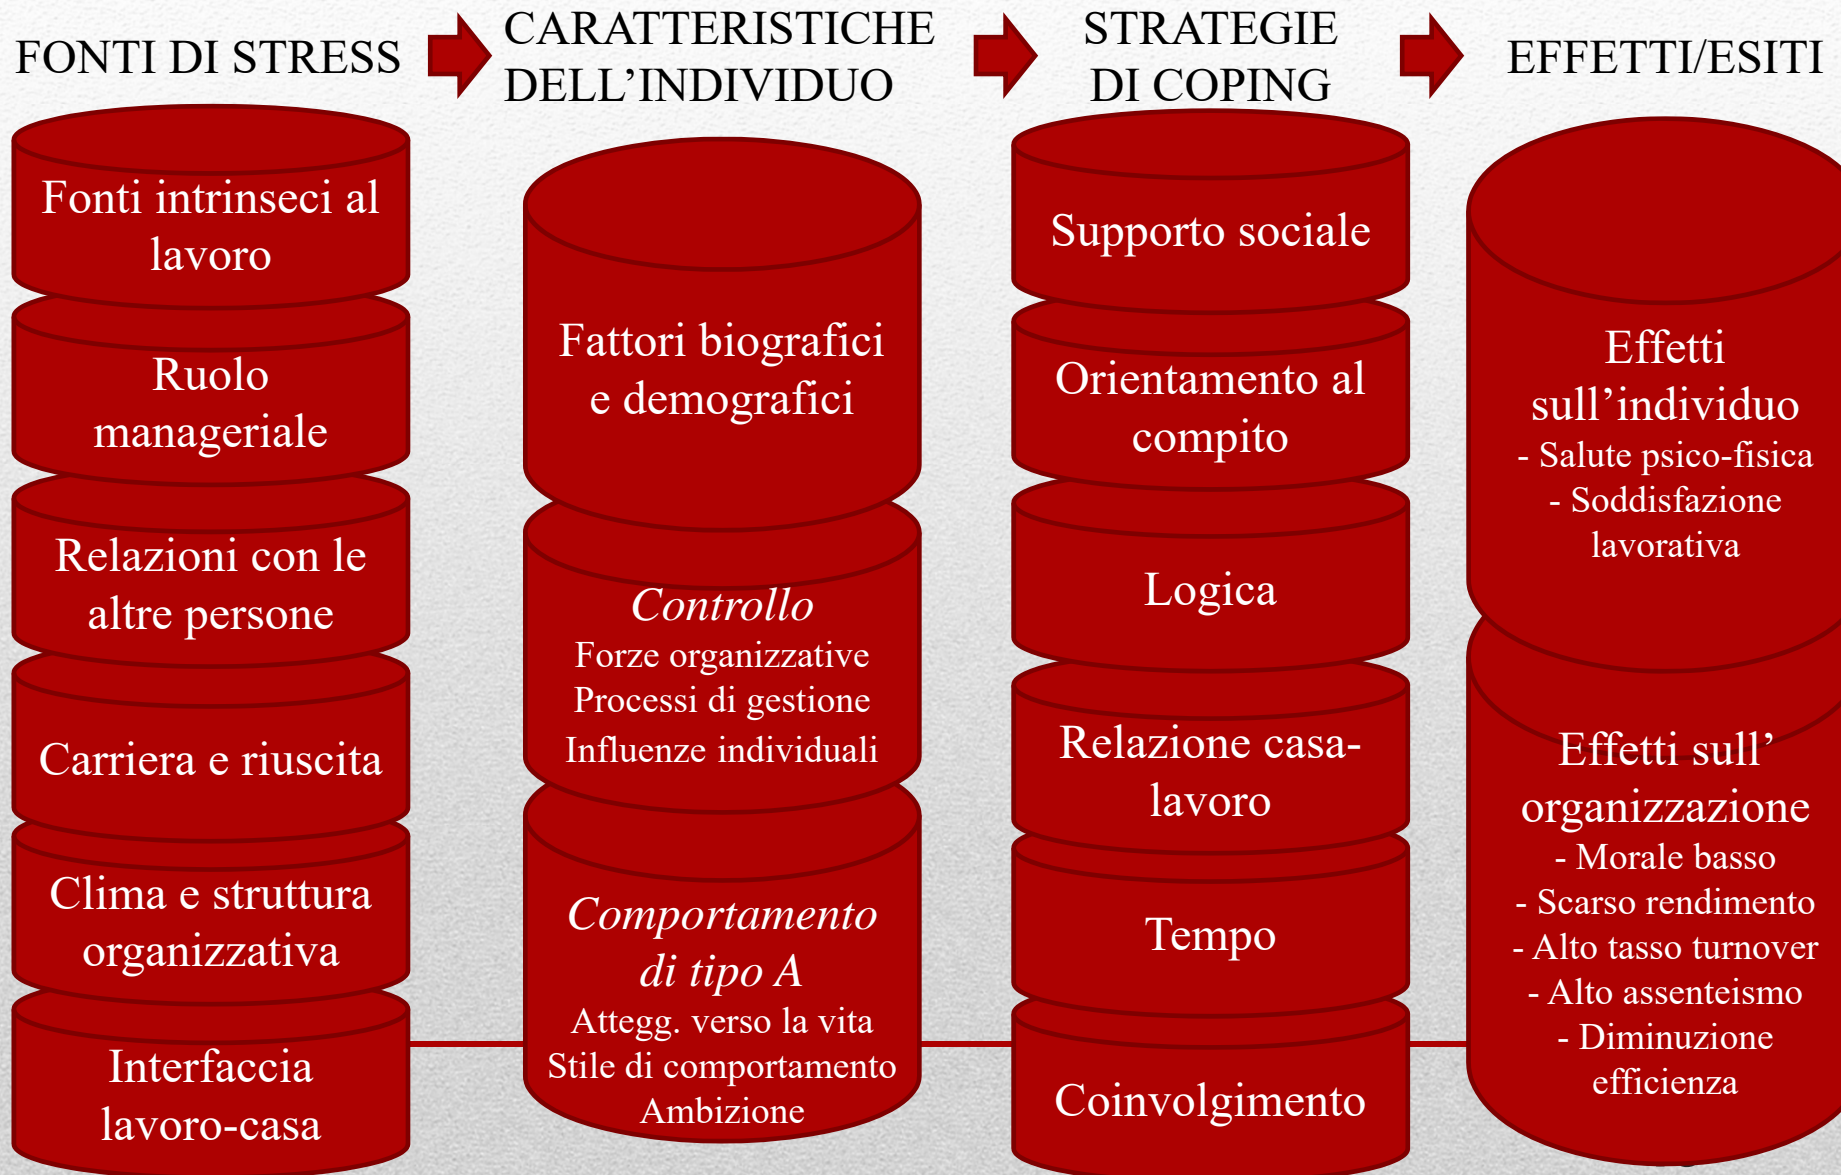 FONTI DI STRESS
CARATTERISTICHE
DELL’INDIVIDUO
STRATEGIE
DI COPING
EFFETTI/ESITI
Fonti intrinseci al
lavoro
Ruolo
manageriale
Relazioni con le
altre persone
Carriera e riuscita
Clima e struttura
organizzativa
Interfaccia
lavoro-casa
Fattori biografici
e demografici
Controllo
Forze organizzative
Processi di gestione
Influenze individuali
Comportamento
di tipo A
Attegg. verso la vita
Stile di comportamento
Ambizione
Supporto sociale
Orientamento al
compito
Logica
Relazione casa-
lavoro
Tempo
Coinvolgimento
Effetti
sull’individuo
- Salute psico-fisica
- Soddisfazione
lavorativa
Effetti sull’
organizzazione
- Morale basso
- Scarso rendimento
- Alto tasso turnover
- Alto assenteismo
- Diminuzione
efficienza